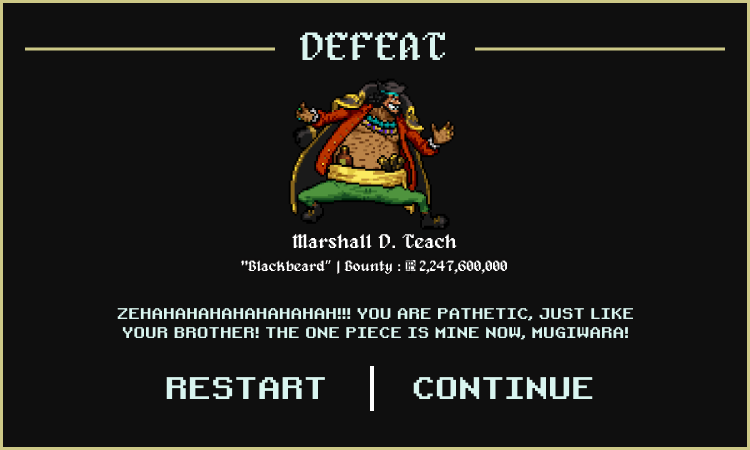 DEFEAT
Marshall D. Teach
"Blackbeard" | Bounty : 2,247,600,000
ZEHAHAHAHAHAHAHAHAH!!! YOU ARE PATHETIC, JUST LIKE
YOUR BROTHER! THE ONE PIECE IS MINE NOW, MUGIWARA!
RESTART | CONTINUE